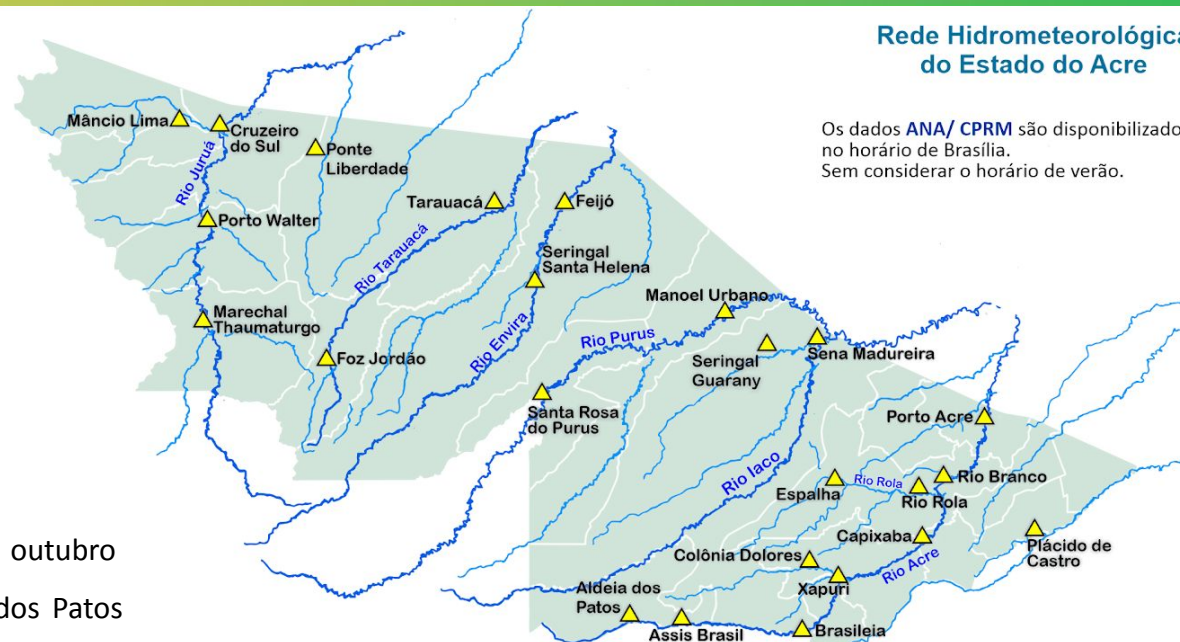 Rede Hidrometeorológica
do Estado do Acre
Os dados ANA/ CPRM são
no horário de Brasília.
Sem considerar o horário de verão.
Mâncio Lima
Cruzeiro
do Sul
Ponte
Liberdade
Rio Juruá
Tarauacá
Feijó
Porto Walter
Rio Tarauacá
Seringal
Santa Helena
Manoel Urbano
Marechal
Thaumaturgo
Rio Envira
Rio Purus
Foz Jordão
Seringal
Guarany
Sena Madureira
Santa Rosa
do Purus
Porto Acre
Rio Iaco
Espalha
Rio Rola
Rio Rola
Rio Branco
Capixaba
Plácido de
Castro
outubro
Colônia Dolores
Rio Acre
Xapuri
dos Patos
Aldeia dos
Patos
Assis Brasil
Brasileia